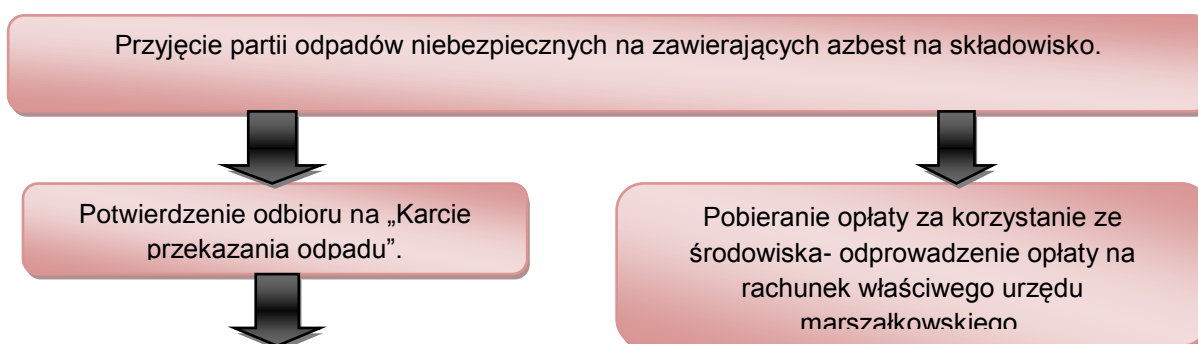 Przyjęcie partii odpadów niebezpiecznych na zawierających azbest na składowisko.
Potwierdzenie odbioru na „Karcie
przekazania odpadu”.
Pobieranie opłaty za korzystanie ze
środowiska- odprowadzenie opłaty na
rachunek właściwego urzędu
marszałkowskiego